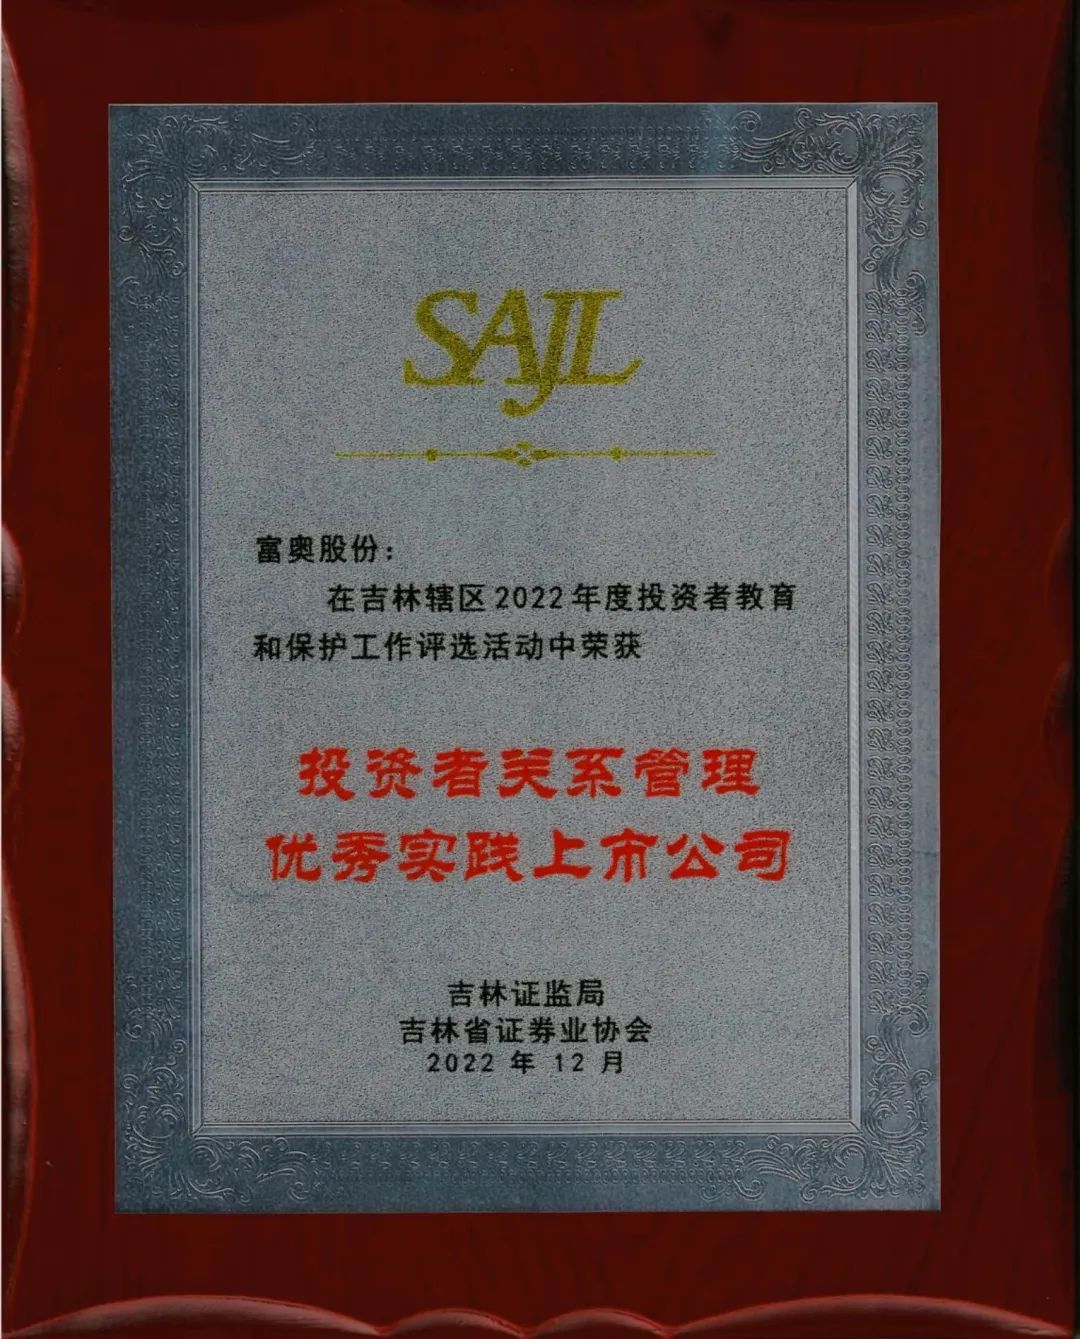 SAJL
富奥股份：
在吉林辖区2022年度投资者教育
和保护工作评选活动中荣获
投资者关系管理
优秀实践上市公司
吉林证监局
吉林省证券业协会
2022 年 12 月